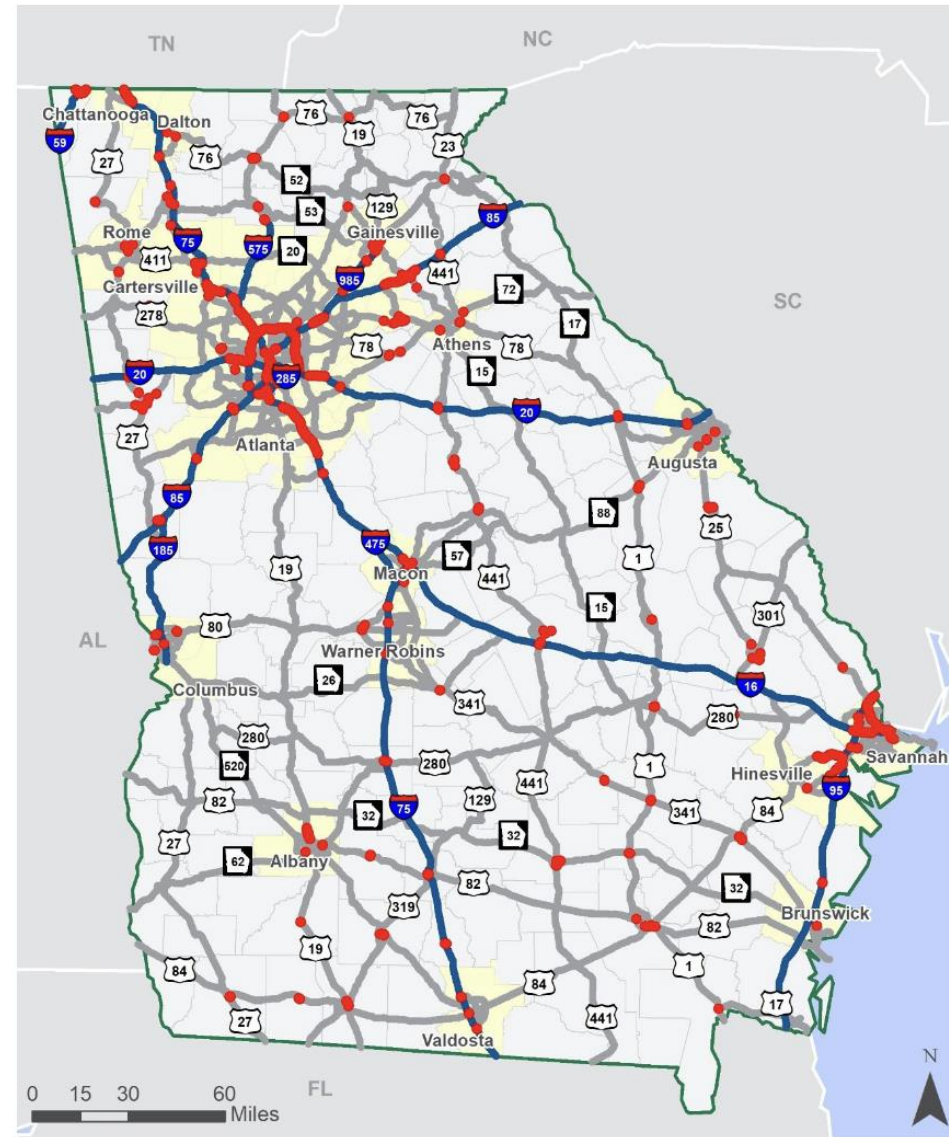 TN
NC
Chattanooga
59
Dalton
76
19
76
23
27
76
52
53
129
85
Rome
75
575
20
Gainesville
411
985
441
Cartersville
72
SC
278
17
78
Athens
78
20
285
15
20
27
Atlanta
Augusta
85
88
25
185
475
19
57
1
Macon
441
15
301
80
AL
Warner Robins
26
16
Columbus
341
280
280
Savannah
280
520
1
Hinesville
441
82
129
95
32
75
341
84
27
32
62
Albany
82
32
319
Brunswick
82
19
84
1
84
17
27
441
Valdosta
N
FL
0 15 30 60
Miles